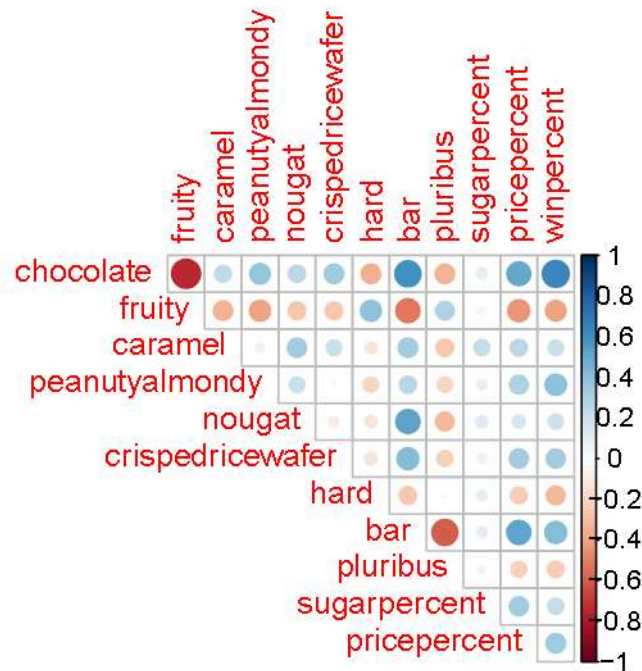 fruity
caramel
peanutyalmondy
nougat
crispedricewafer
hard
bar
pluribus
sugarpercent
pricepercent
winpercent
chocolate
fruity
caramel
peanutyalmondy
nougat
crispedricewafer
hard
bar
pluribus
sugarpercent
pricepercent
1
0.8
0.6
0.4
0.2
0
-0.2
-0.4
-0.6
-0.8
-1